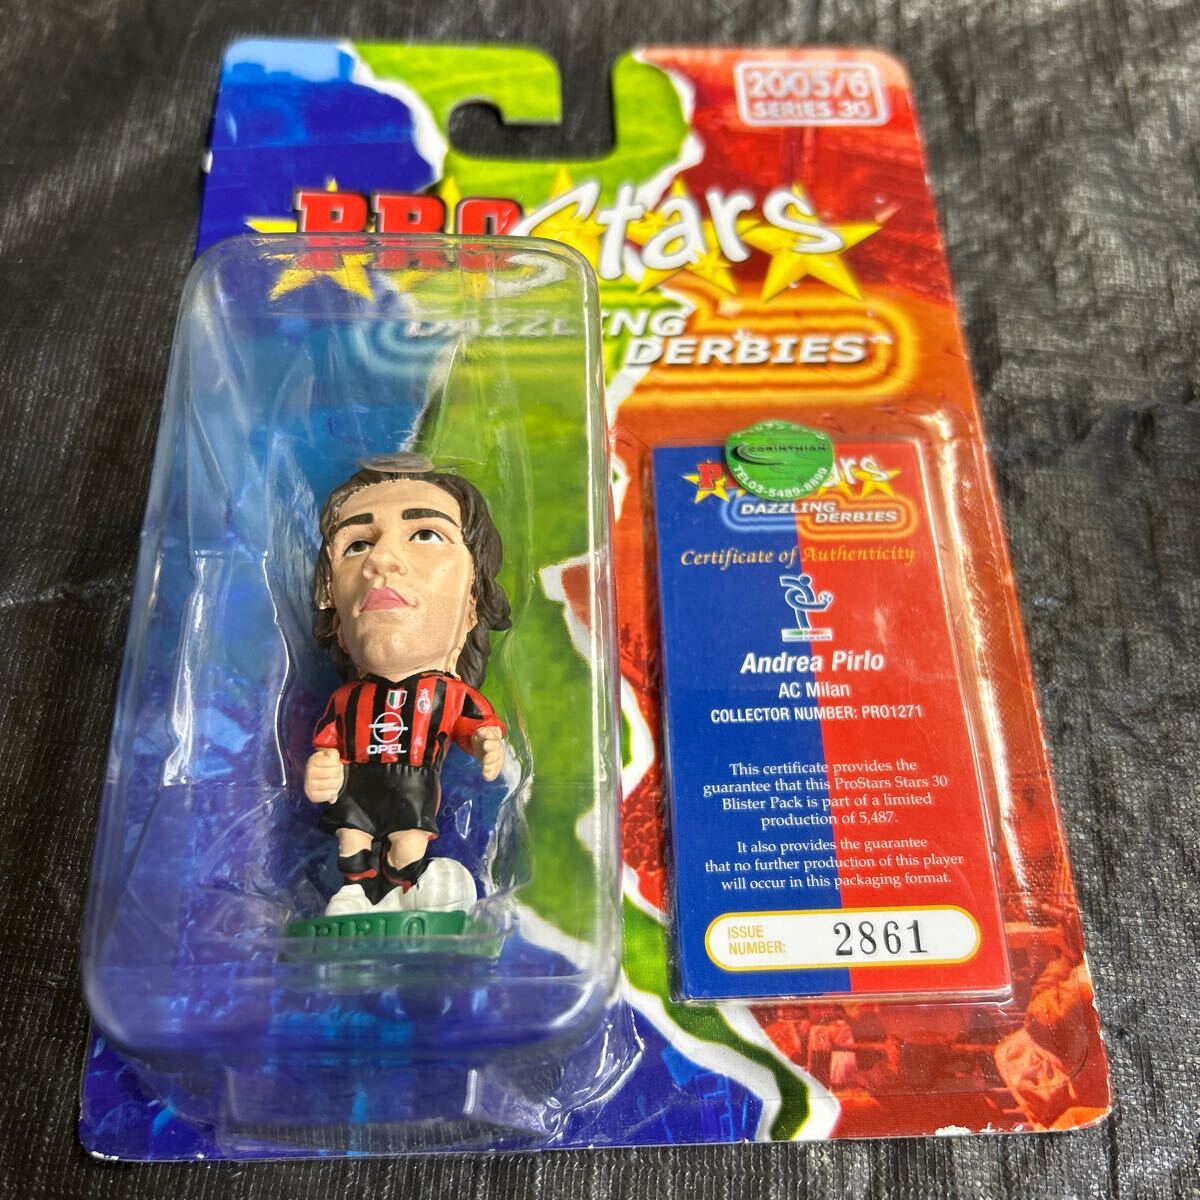 2005/6
SERIES 30
PRO Stars
DAZZLING
DERBIES
OPEL
PIRLO
CORINTHIAN
TEL03-5489-8899
DAZZLING
DERBIES
Certificate of Authenticity
Andrea Pirlo
AC Milan
COLLECTOR NUMBER: PRO1271
This certificate provides the
guarantee that this ProStars Stars 30
Blister Pack is part of a limited
production of 5,487.
It also provides the guarantee
that no further production of this player
will occur in this packaging format.
ISSUE
NUMBER:
2861